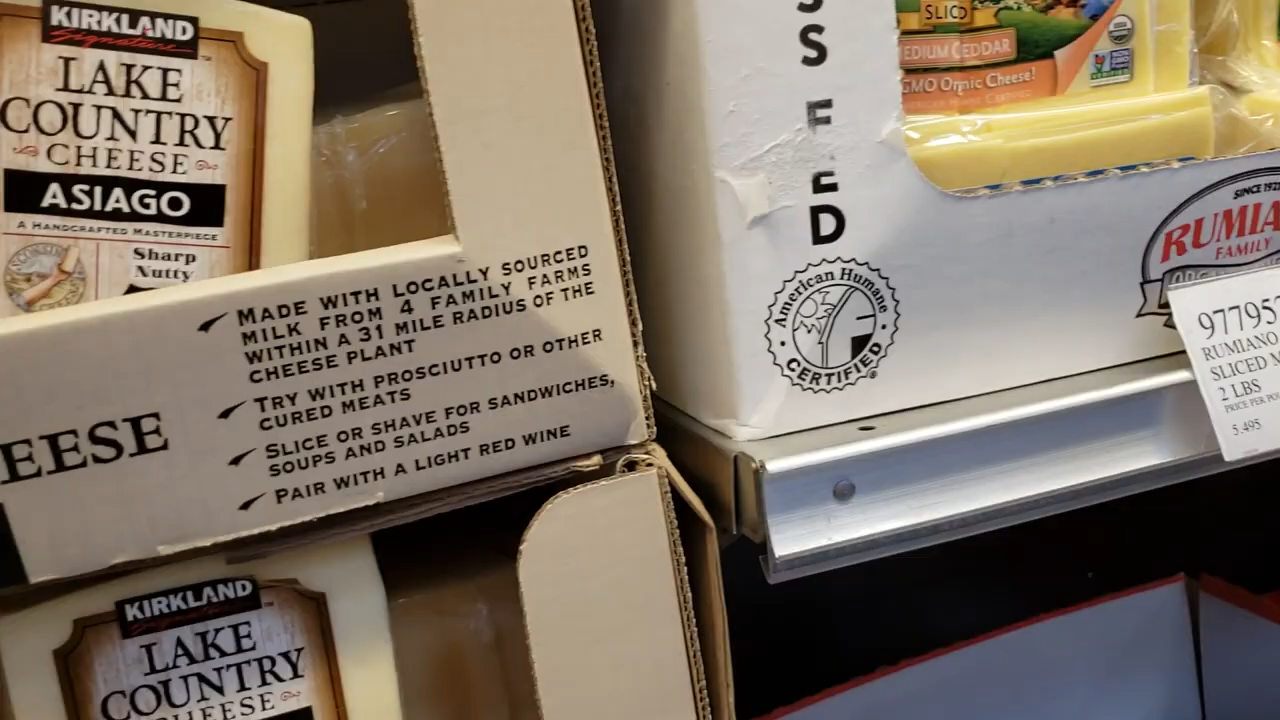 KIRKLAND
Signature
LAKE
COUNTRY
CHEESE
ASIAGO
A HANDCRAFTED MASTERPIECE
Sharp
Nutty
MADE WITH LOCALLY SOURCED
MILK FROM 4 FAMILY FARMS
WITHIN A 31 MILE RADIUS OF THE
CHEESE PLANT
TRY WITH PROSCIUTTO OR OTHER
CURED MEATS
SLICE OR SHAVE FOR SANDWICHES,
SOUPS AND SALADS
PAIR WITH A LIGHT RED WINE
EESE
KIRKLAND
Signature
LAKE
COUNTRY
CHEESE
S
F
E
D
American Humane
CERTIFIED
EDIUM CEDDAR
GMO Ornic Cheese!
SINCE 192
RUMIA
FAMILY
97795
RUMIANO
SLICED
2 LBS
PRICE PER PO
5.495